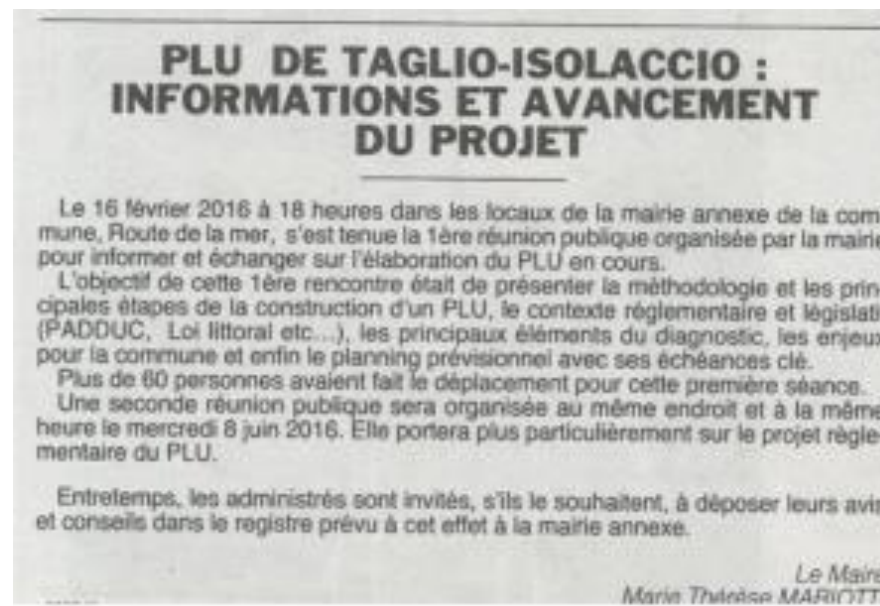 PLU DE TAGLIO-ISOLACCIO :
INFORMATIONS ET AVANCEMENT
DU PROJET
Le 16 février 2016 à 18 heures dans les locaux de la mairie annexe de la com-
mune, Route de la mer, s'est tenue la 1ère réunion publique organisée par la mairie
pour informer et échanger sur l'élaboration du PLU en cours.
L'objectif de cette 1ère rencontre était de présenter la méthodologie et les prin-
cipales étapes de la construction d'un PLU, le contexte réglementaire et législati
(PADDUC, Loi littoral etc...), les principaux éléments du diagnostic, les enjeux
pour la commune et enfin le planning prévisionnel avec ses échéances clé.
Plus de 60 personnes avaient fait le déplacement pour cette première séance.
Une seconde réunion publique sera organisée au même endroit et à la même
heure le mercredi 8 juin 2016. Elle portera plus particulièrement sur le projet règle-
mentaire du PLU.
Entretemps, les administrés sont invités, s'ils le souhaitent, à déposer leurs avis
et conseils dans le registre prévu à cet effet à la mairie annexe.
Le Maire
Marie Thérèse MARIOTT